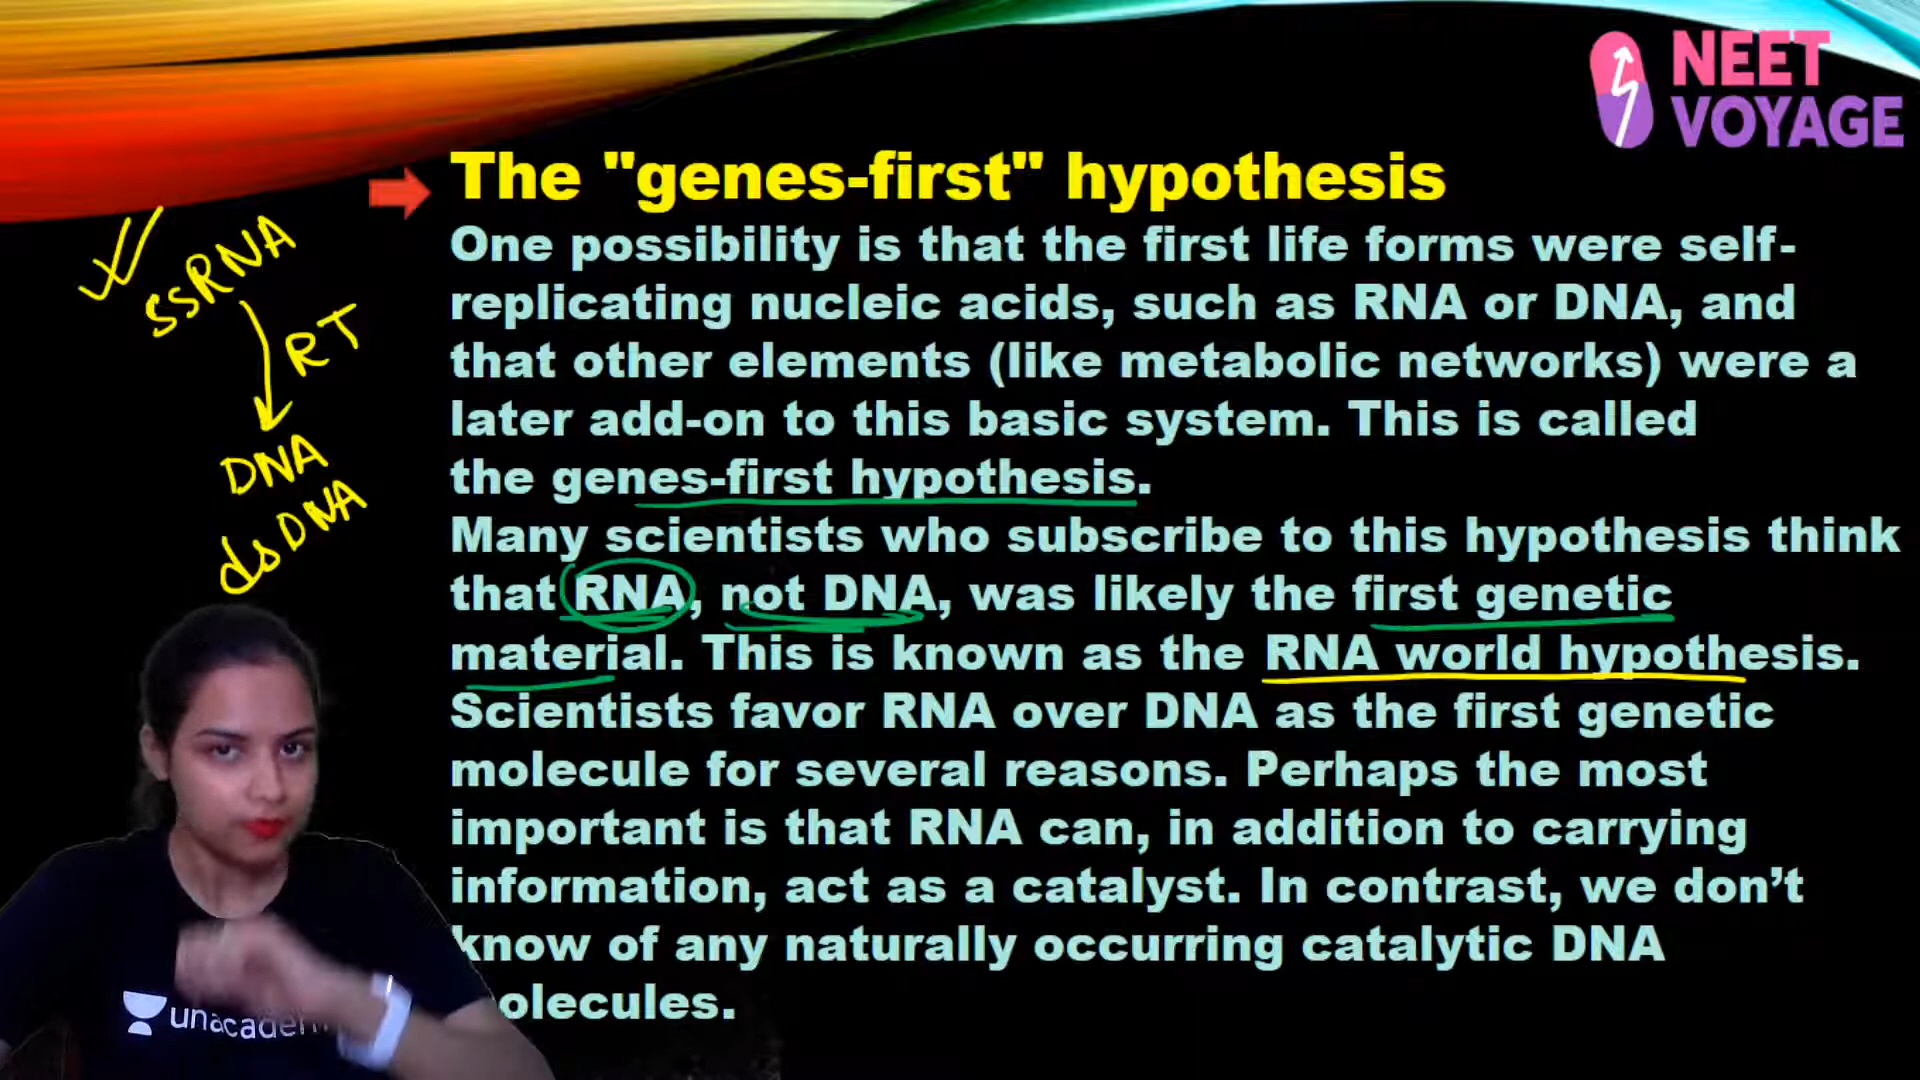 NEET
VOYAGE
The "genes-first" hypothesis
One possibility is that the first life forms were self-
replicating nucleic acids, such as RNA or DNA, and
that other elements (like metabolic networks) were a
later add-on to this basic system. This is called
the genes-first hypothesis.
Many scientists who subscribe to this hypothesis think
that RNA, not DNA, was likely the first genetic
material. This is known as the RNA world hypothesis.
Scientists favor RNA over DNA as the first genetic
molecule for several reasons. Perhaps the most
important is that RNA can, in addition to carrying
information, act as a catalyst. In contrast, we don’t
know of any naturally occurring catalytic DNA
olecules.
ssRNA
RT
DNA
dsDNA
unacadem